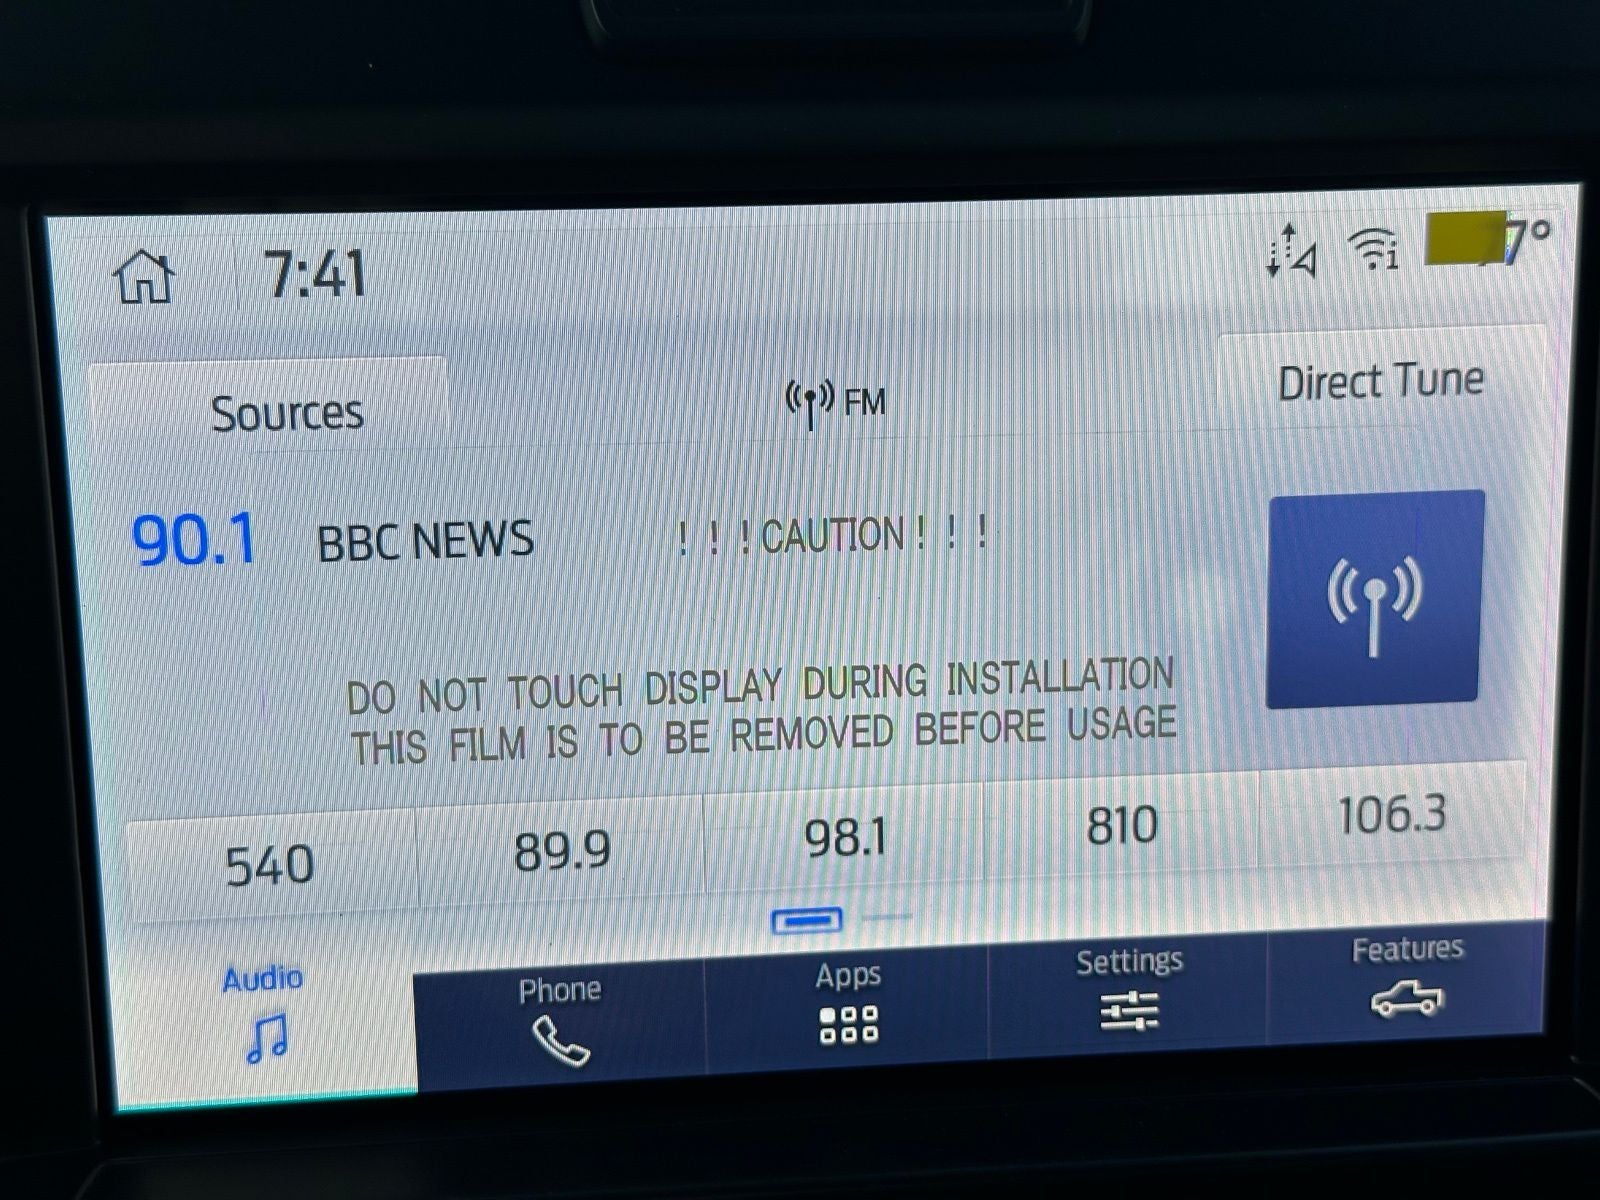 7:41
7°
Sources
FM
Direct Tune
90.1 BBC NEWS
! ! ! CAUTION ! ! !
DO NOT TOUCH DISPLAY DURING INSTALLATION
THIS FILM IS TO BE REMOVED BEFORE USAGE
540 89.9 98.1 810 106.3
Audio Phone Apps Settings Features